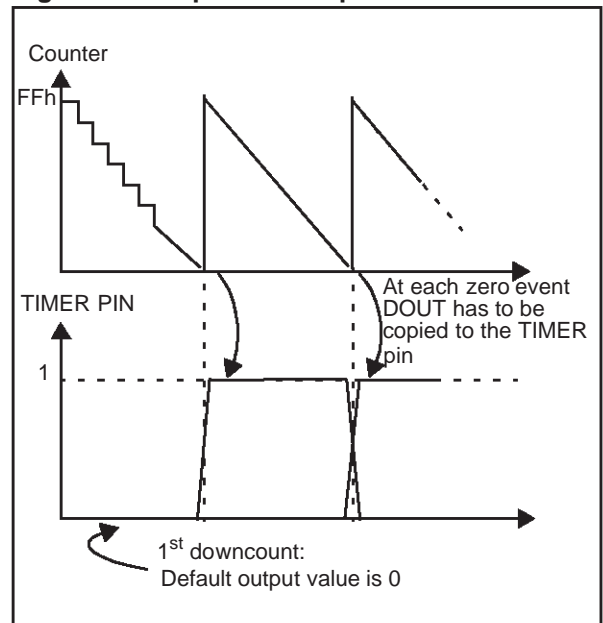 Counter
FFh
At each zero event
DOUT has to be
copied to the TIMER
pin
TIMER PIN
1
1st downcount:
Default output value is 0